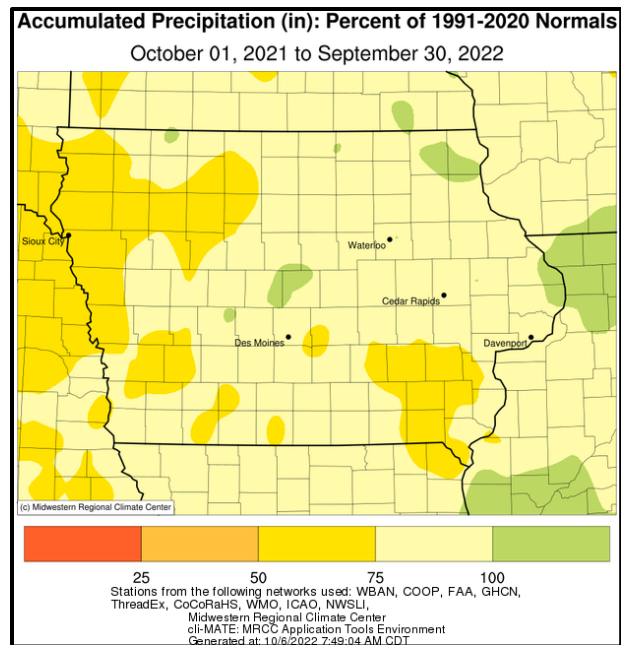 Accumulated Precipitation (in): Percent of 1991-2020 Normals
October 01, 2021 to September 30, 2022
Sioux City
Waterloo
Cedar Rapids
Des Moines
Davenport
(c) Midwestern Regional Climate Center
25 50 75 100
Stations from the following networks used: WBAN, COOP, FAA, GHCN,
ThreadEx, CoCoRaHS, WMO, ICAO, NWSLI,
Midwestern Regional Climate Center
cli-MATE: MRCC Application Tools Environment
Generated at: 10/6/2022 7:49:04 AM CDT